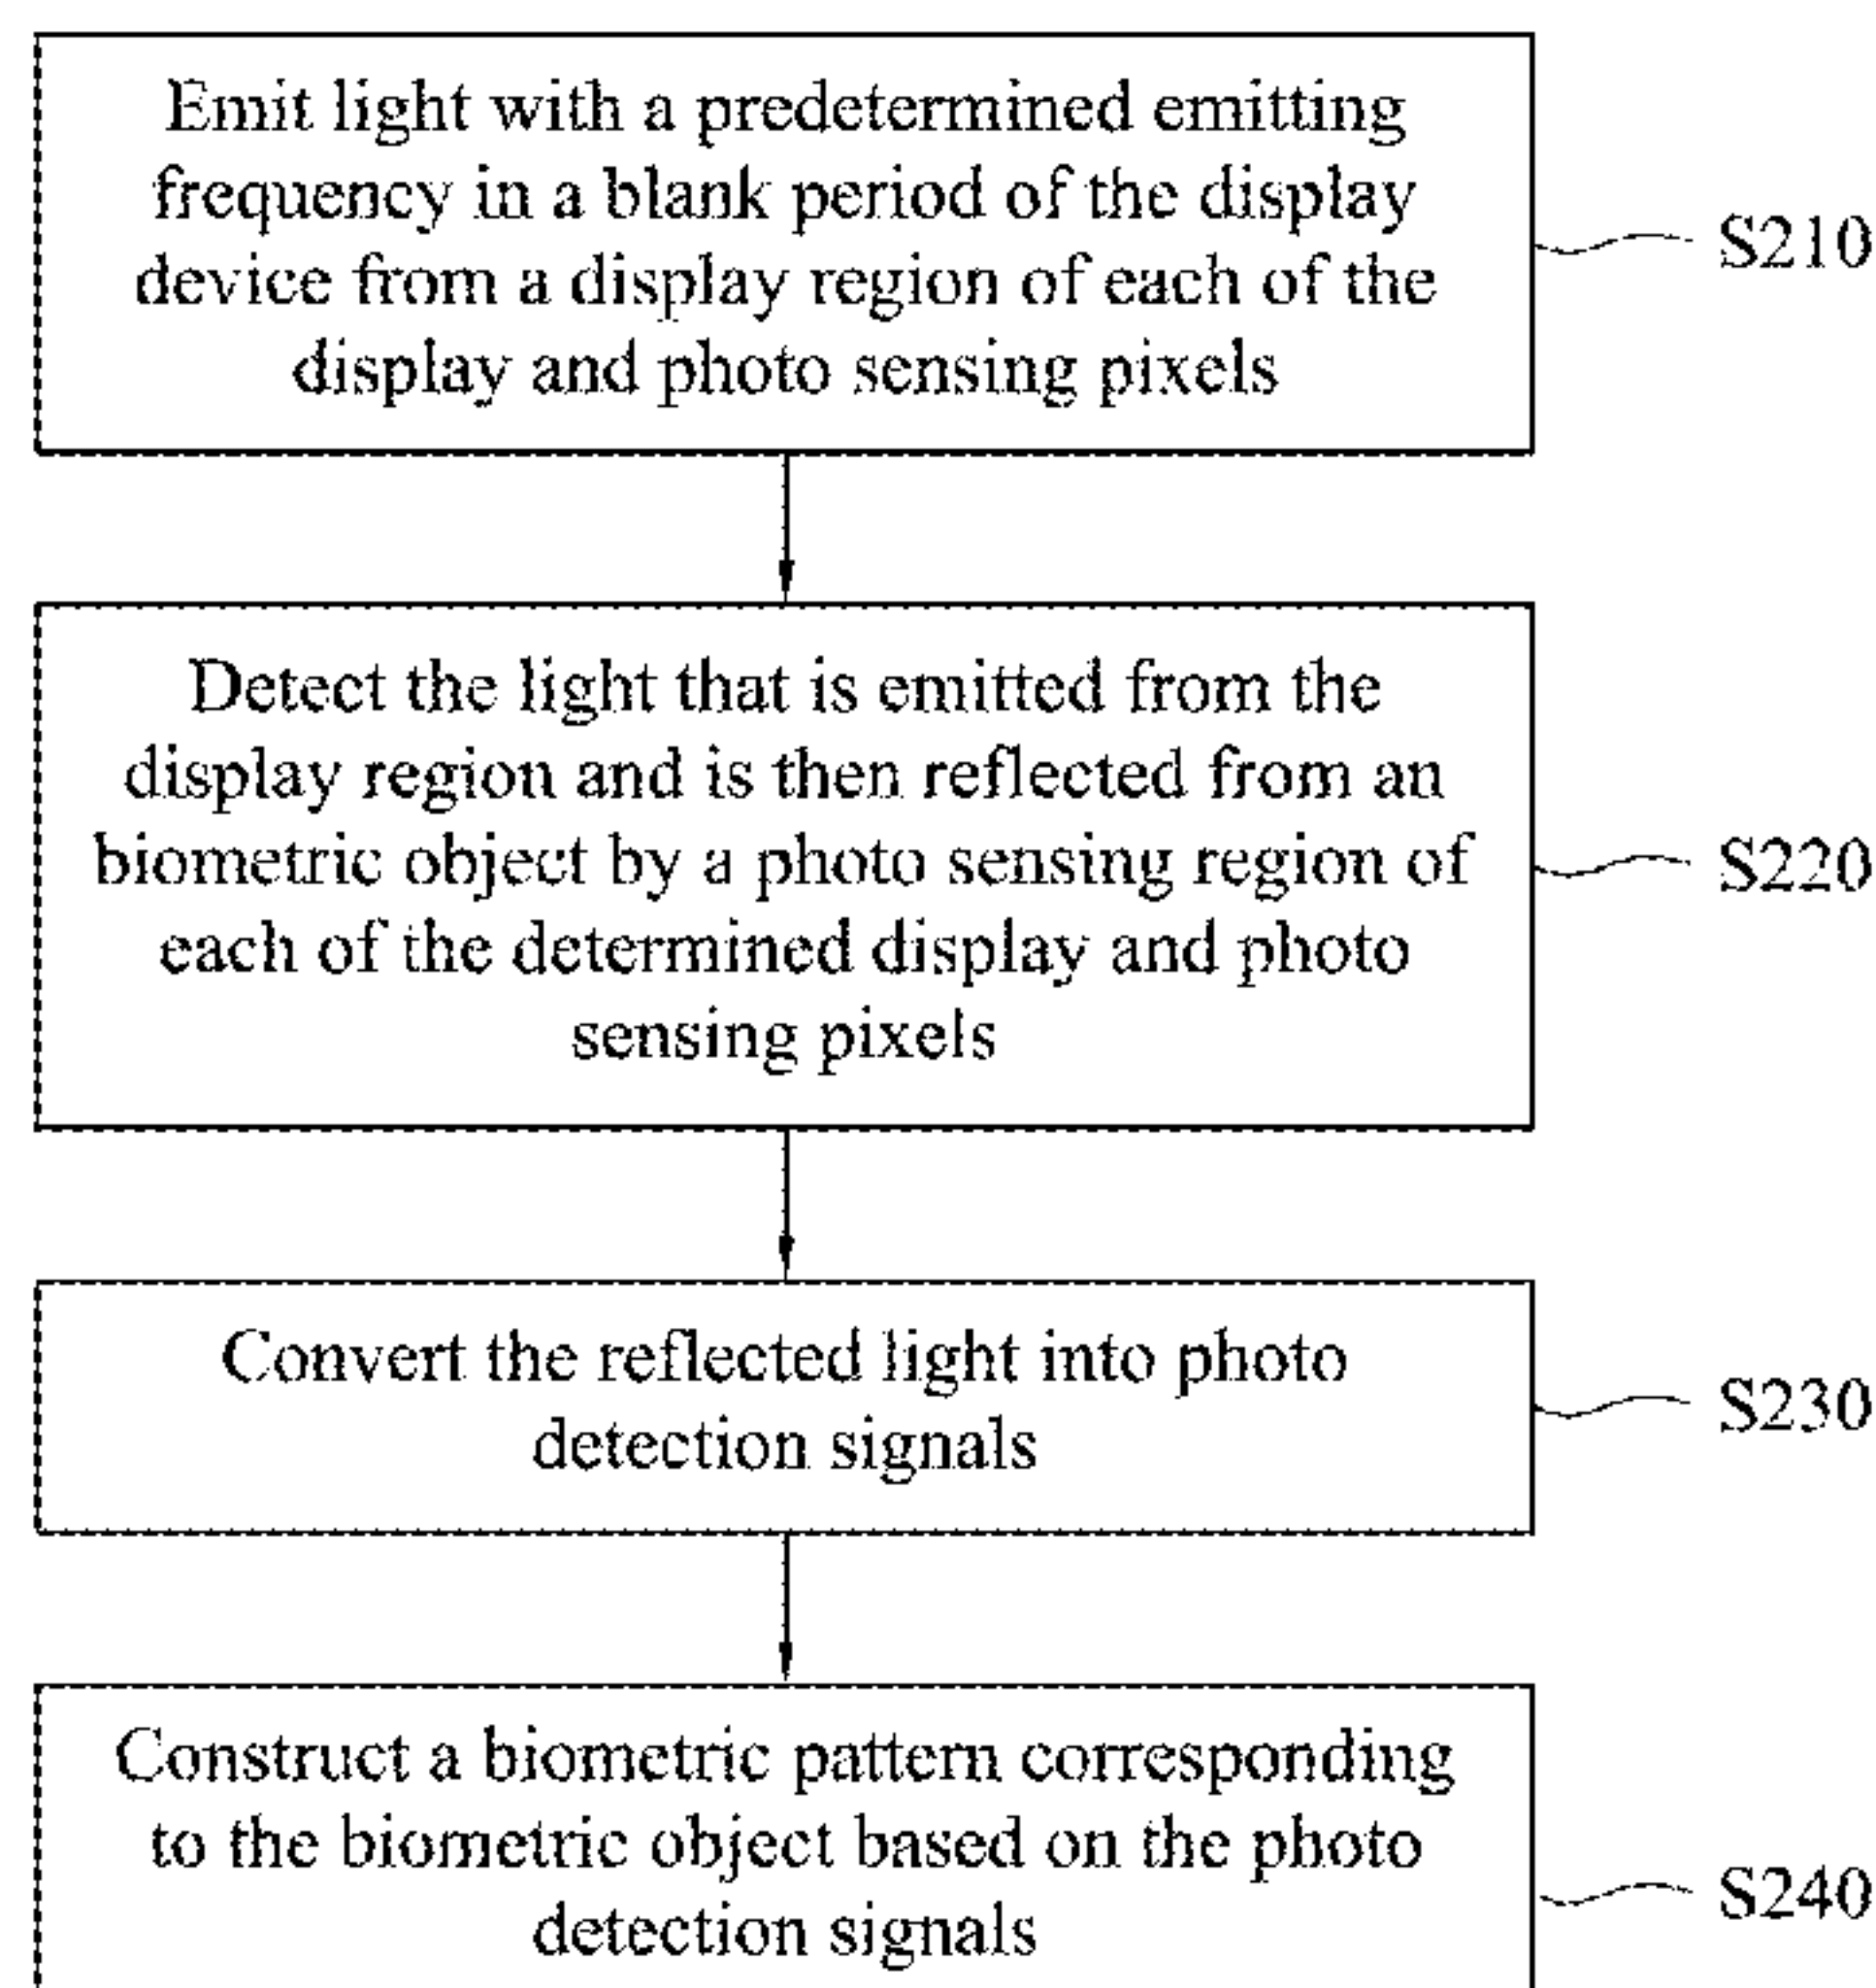 Emit light with a predetermined emitting
frequency in a blank period of the display
device from a display region of each of the
display and photo sensing pixels
S210
Detect the light that is emitted from the
display region and is then reflected from an
biometric object by a photo sensing region of
each of the determined display and photo
sensing pixels
S220
Convert the reflected light into photo
detection signals
S230
Construct a biometric pattern corresponding
to the biometric object based on the photo
detection signals
S240